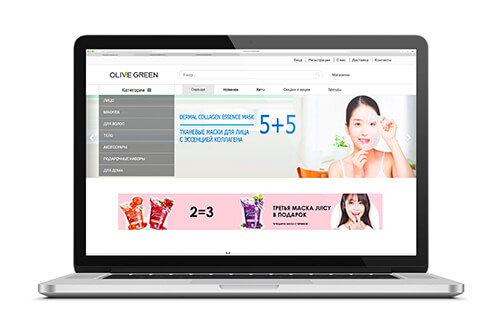 Вход
Регистрация
О нас
Доставка
Контакты
OLIVE GREEN
Я ищу...
Магазины
Категории
Главная
Новинки
Хиты
Скидки и акции
Бренды
ЛИЦО
МАКИЯЖ
ДЛЯ ВОЛОС
ТЕЛО
АКСЕССУАРЫ
ПОДАРОЧНЫЕ НАБОРЫ
ДЛЯ ДОМА
DERMAL COLLAGEN ESSENCE MASK
5+5
ТКАНЕВЫЕ МАСКИ ДЛЯ ЛИЦА
С ЭССЕНЦИЕЙ КОЛЛАГЕНА
2=3
ТРЕТЬЯ МАСКА JUICY
В ПОДАРОК